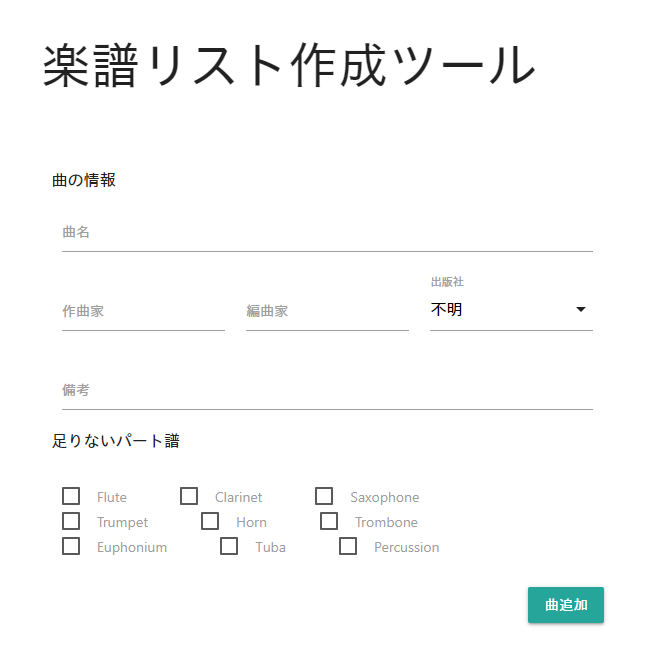 楽譜リスト作成ツール
曲の情報
曲名
出版社
作曲家 編曲家 不明
備考
足りないパート譜
Flute Clarinet Saxophone
Trumpet Horn Trombone
Euphonium Tuba Percussion
曲追加